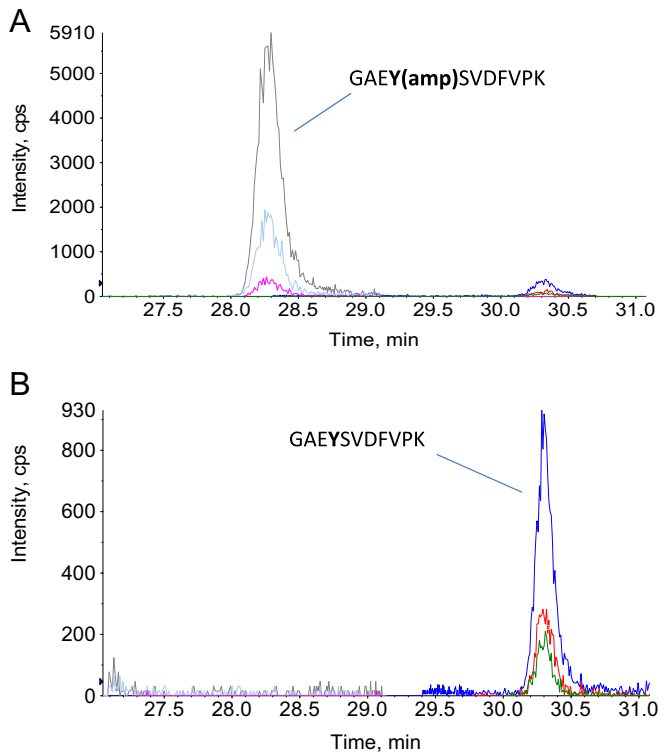 A
5910
5000
4000
3000
2000
1000
0
Intensity, cps
GAEY(amp)SVDFVPK
27.5 28.0 28.5 29.0 29.5 30.0 30.5 31.0
Time, min
B
930
800
600
400
200
0
Intensity, cps
GAEYSVDFVPK
27.5 28.0 28.5 29.0 29.5 30.0 30.5 31.0
Time, min